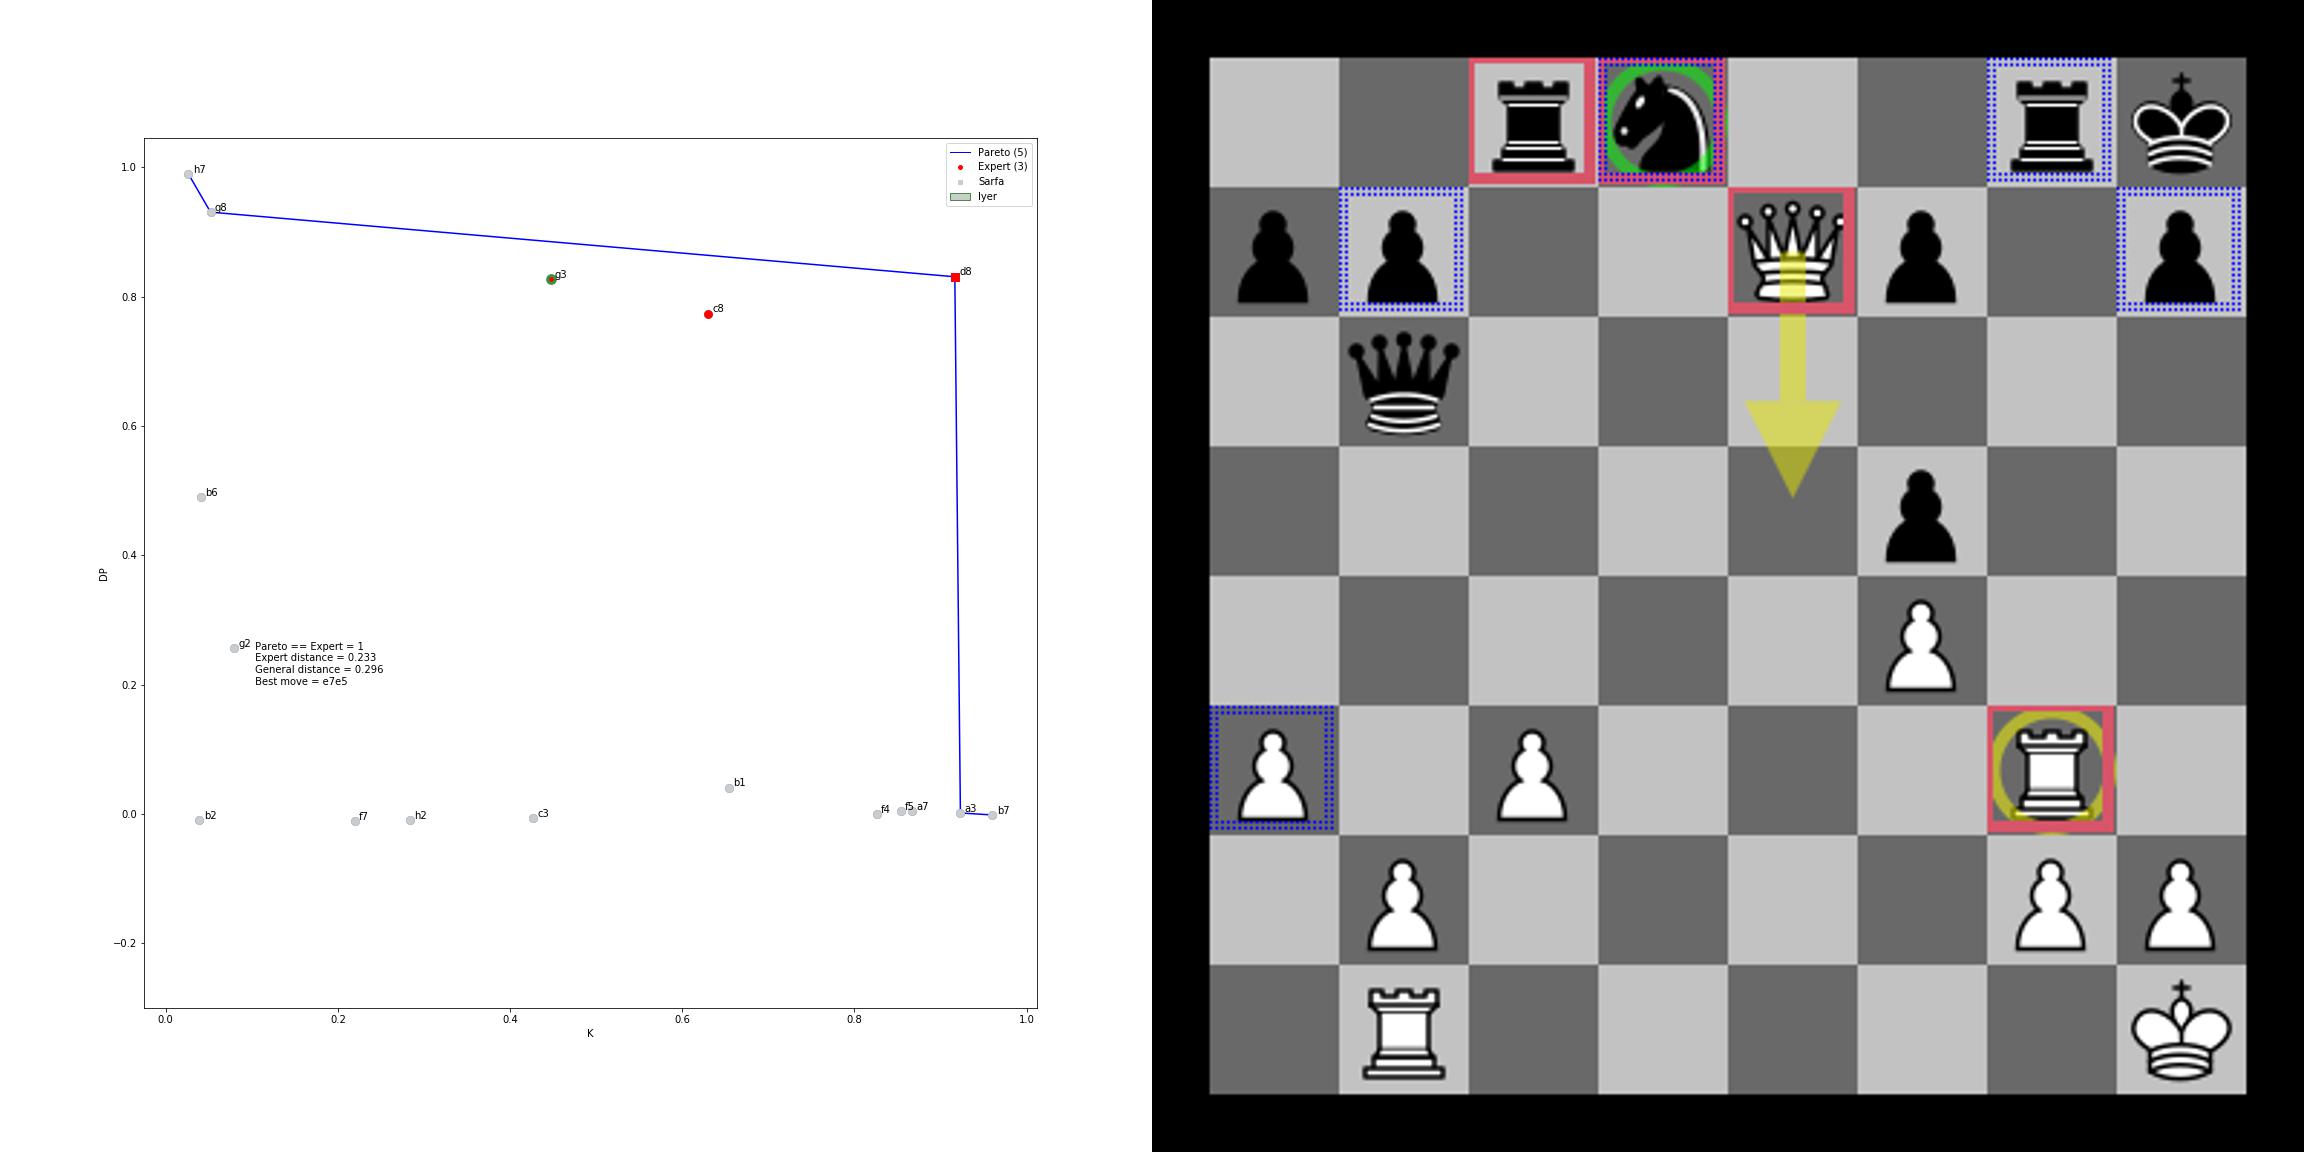 Pareto (5)
Expert (3)
Sarfa
Iyer
1.0
0.8
0.6
0.4
0.2
0.0
−0.2
DP
h7
g8
d8
g3
c8
b6
g2
Pareto == Expert = 1
Expert distance = 0.233
General distance = 0.296
Best move = e7e5
b1
b2
f7
h2
c3
f4
f5
a7
a3
b7
0.0
0.2
0.4
0.6
0.8
1.0
K